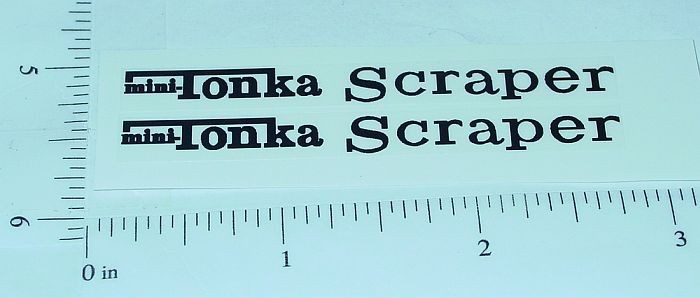 mini-Tonka Scraper
mini-Tonka Scraper
5
6
0 in 1 2 3